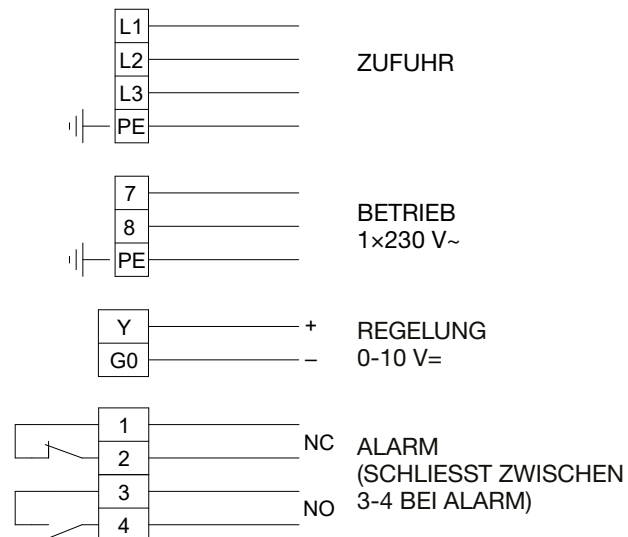 L1
L2
L3
PE
ZUFUHR
7
8
PE
BETRIEB
1×230 V~
Y +
G0 –
REGELUNG
0-10 V=
1
2
NC
3
4
NO
ALARM
(SCHLIESST ZWISCHEN
3-4 BEI ALARM)